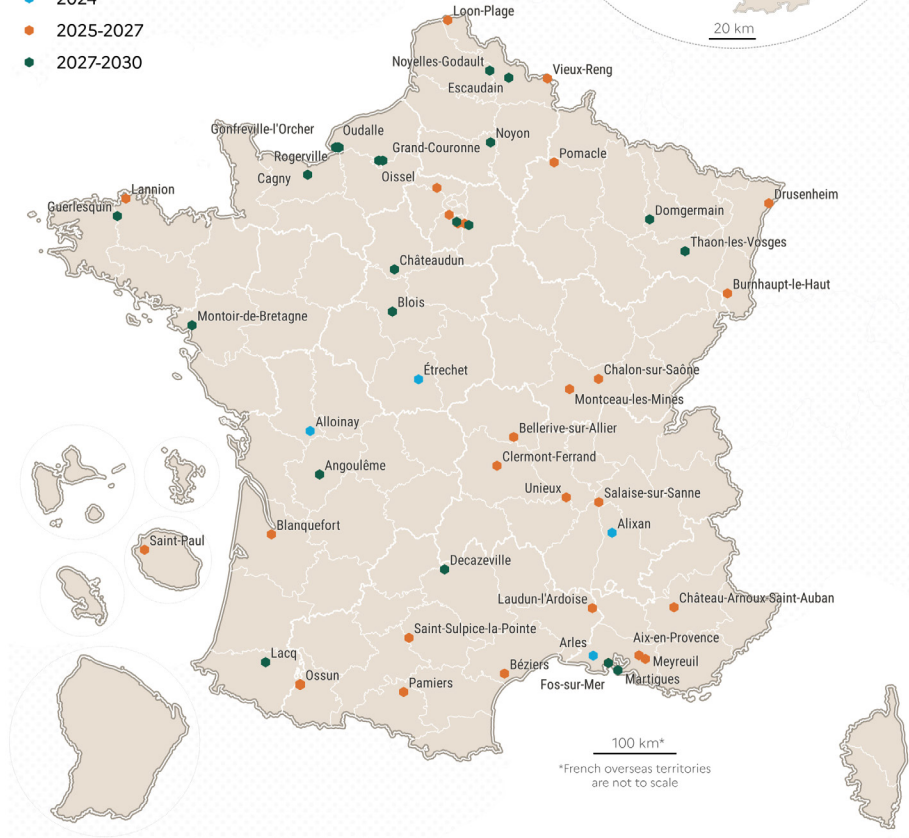 2024
2025-2027
2027-2030
20 km
Loon-Plage
Noyelles-Godault
Vieux-Reng
Escaudain
Gonfreville-l'Orcher
Oudalle
Noyon
Grand-Couronne
Rogerville
Pomacle
Cagny
Oissel
Lannion
Guerlesquin
Drusenheim
Domgermain
Thaon-les-Vosges
Châteaudun
Burnhaupt-le-Haut
Blois
Montoir-de-Bretagne
Étrechet
Chalon-sur-Saône
Montceau-les-Mines
Alloinay
Bellerive-sur-Allier
Clermont-Ferrand
Angoulême
Unieux
Salaise-sur-Sanne
Blanquefort
Alixan
Saint-Paul
Decazeville
Laudun-l'Ardoise
Château-Arnoux-Saint-Auban
Saint-Sulpice-la-Pointe
Arles
Aix-en-Provence
Lacq
Béziers
Meyreuil
Ossun
Pamiers
Fos-sur-Mer
Martigues
100 km*
*French overseas territories
are not to scale